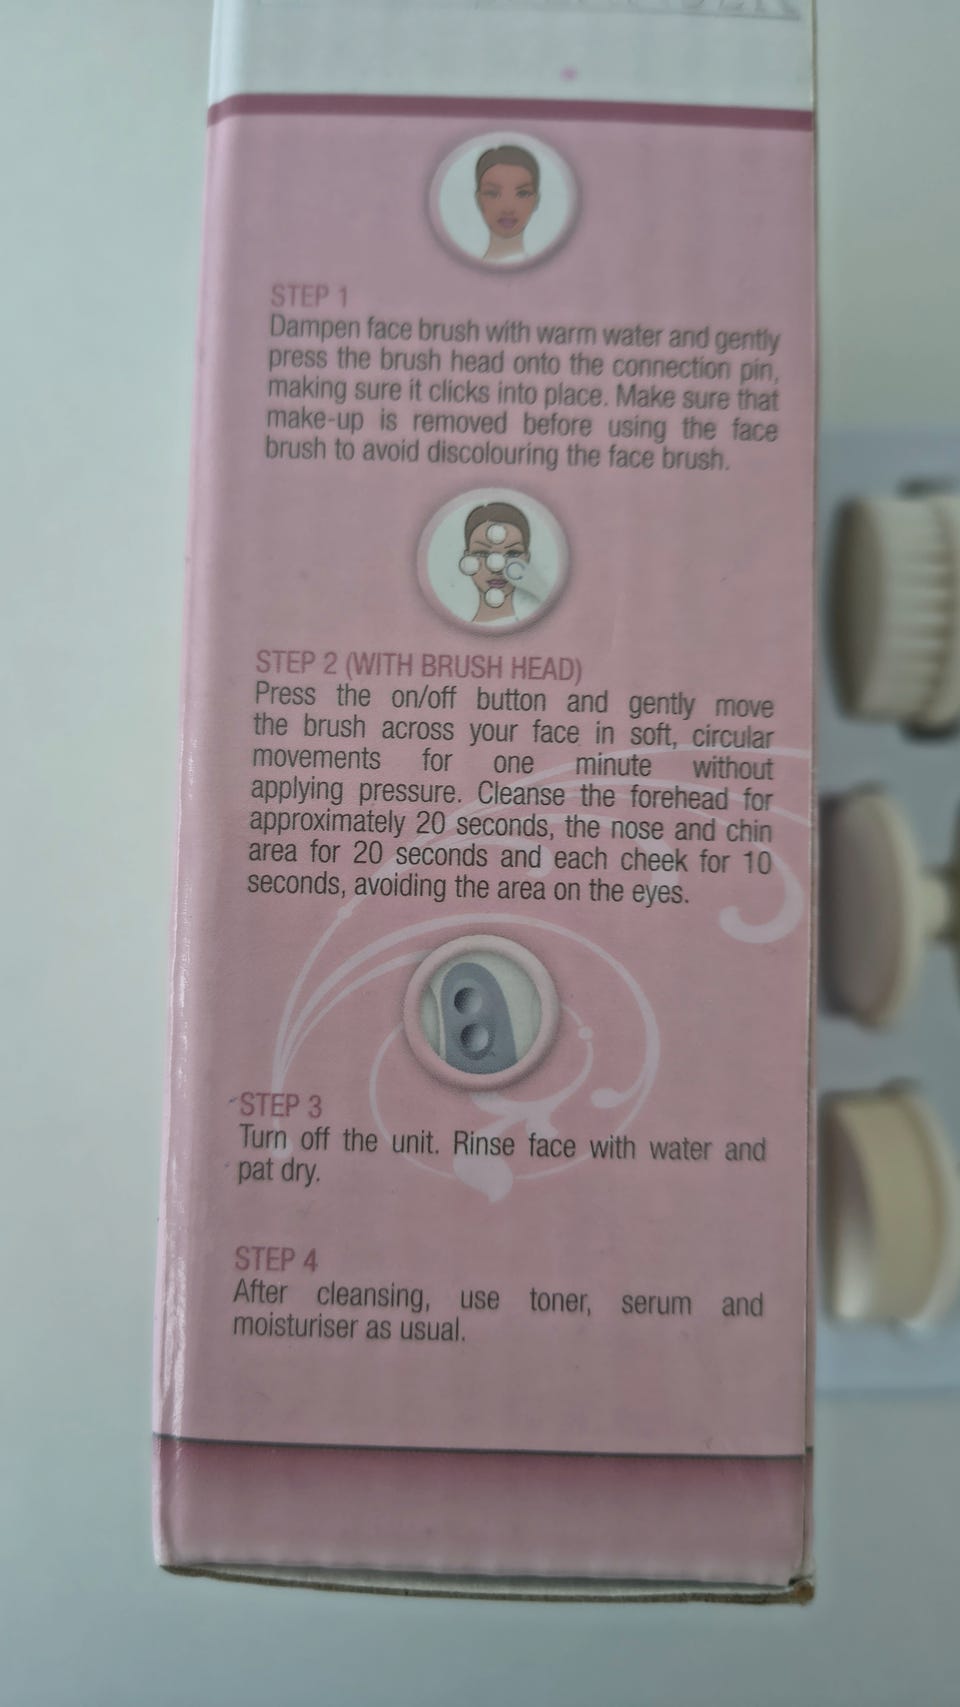 STEP 1
Dampen face brush with warm water and gently
press the brush head onto the connection pin,
making sure it clicks into place. Make sure that
make-up is removed before using the face
brush to avoid discolouring the face brush.
STEP 2 (WITH BRUSH HEAD)
Press the on/off button and gently move
the brush across your face in soft, circular
movements for one minute without
applying pressure. Cleanse the forehead for
approximately 20 seconds, the nose and chin
area for 20 seconds and each cheek for 10
seconds, avoiding the area on the eyes.
STEP 3
Turn off the unit. Rinse face with water and
pat dry.
STEP 4
After cleansing, use toner, serum and
moisturiser as usual.